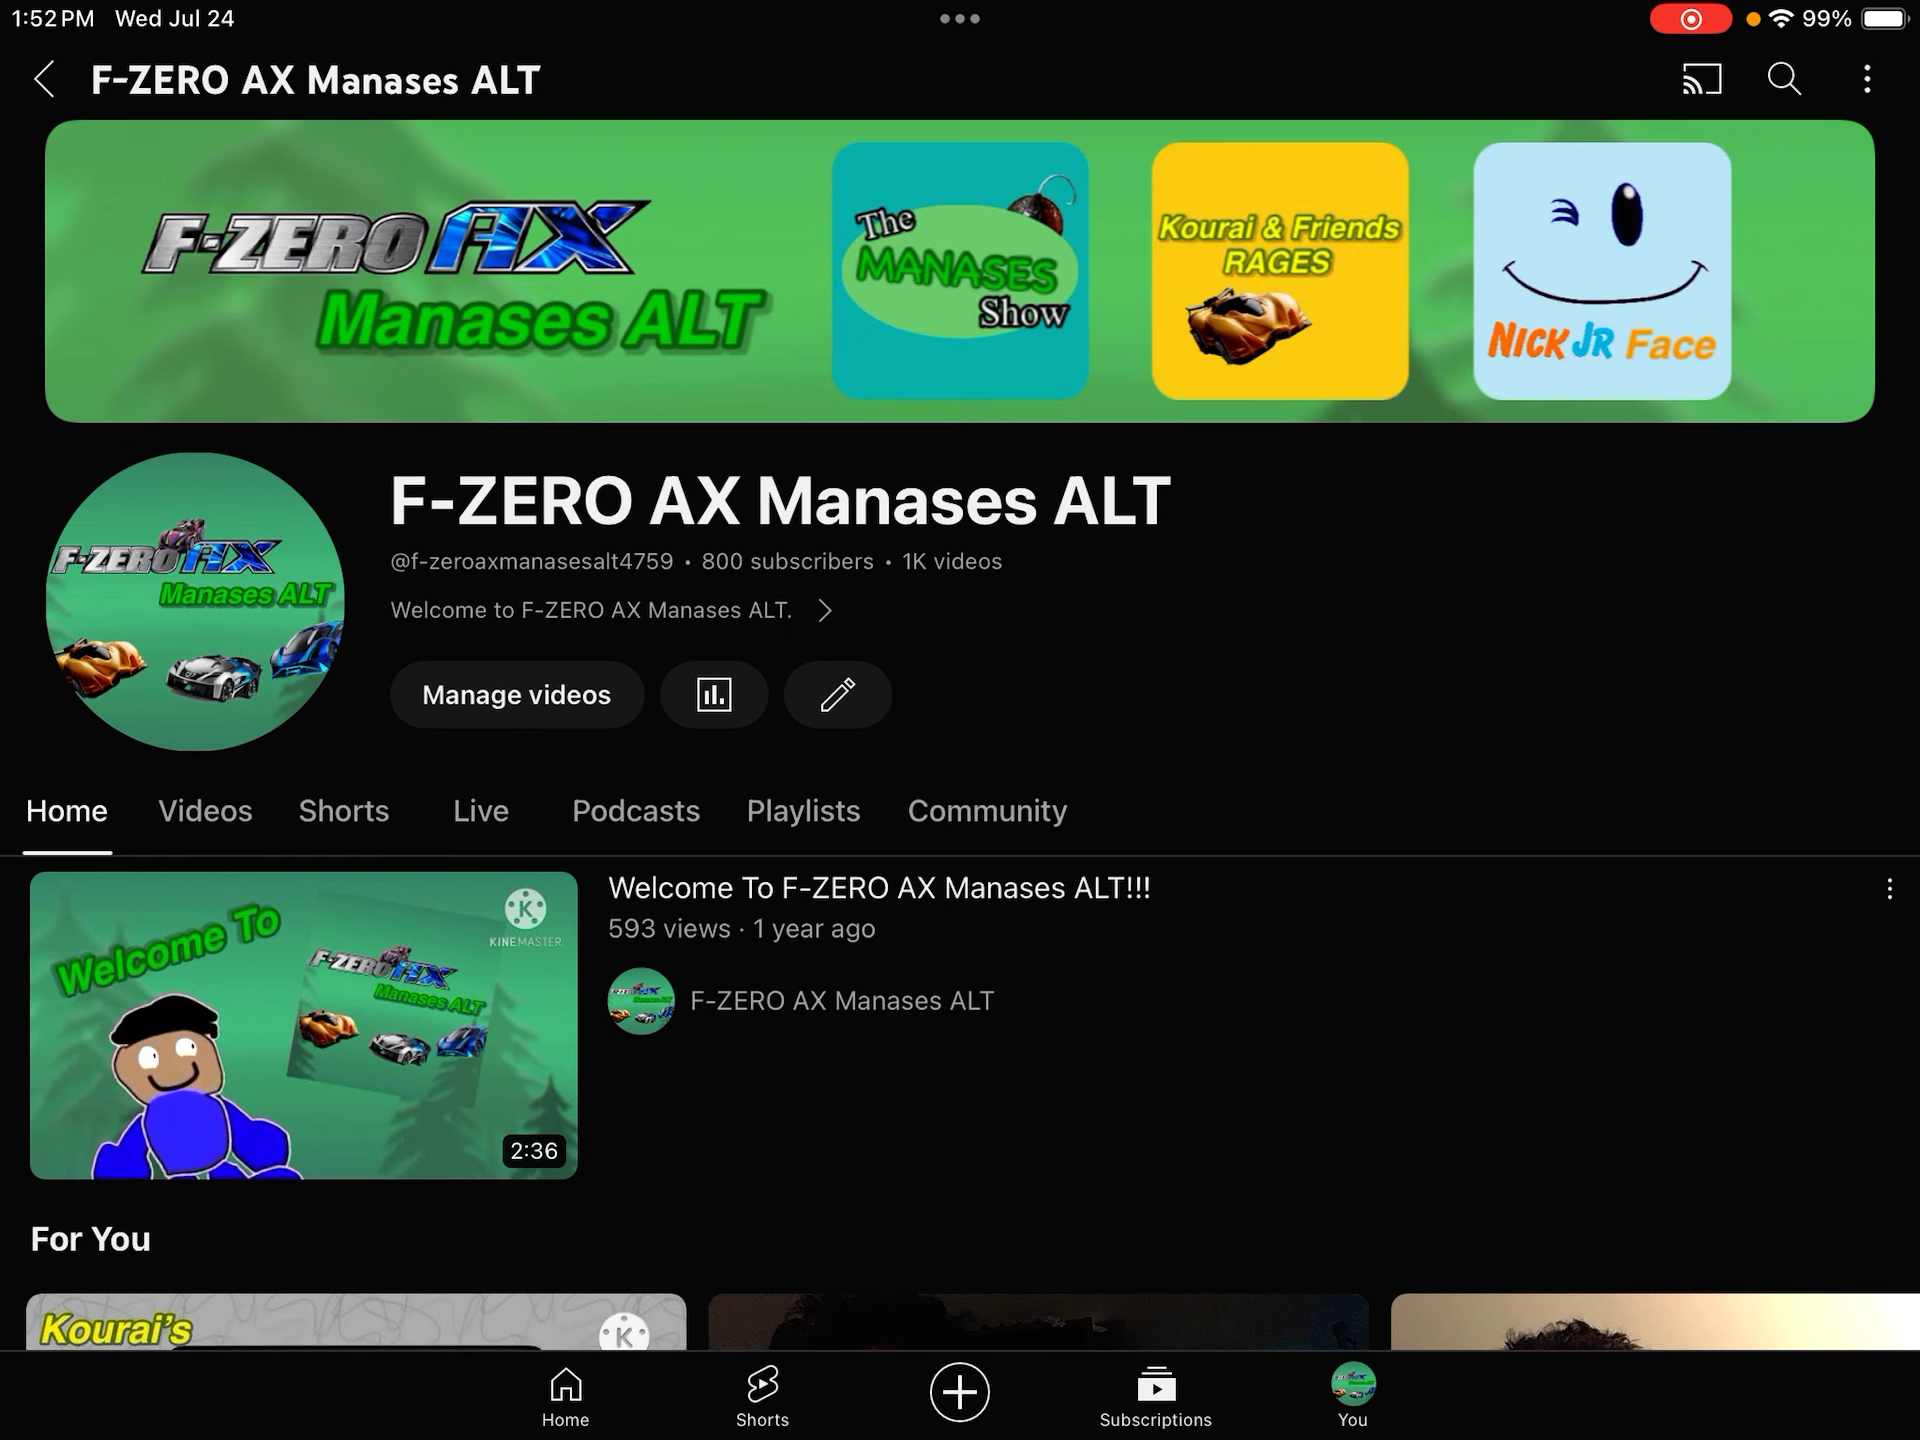 1:52 PM Wed Jul 24
99%
F-ZERO AX Manases ALT
F-ZERO AX
Manases ALT
The
MANASES
Show
Kourai & Friends
RAGES
NICK JR Face
F-ZERO AX
Manases ALT
F-ZERO AX Manases ALT
@f-zeroaxmanasesalt4759 • 800 subscribers • 1K videos
Welcome to F-ZERO AX Manases ALT.
Manage videos
Home Videos Shorts Live Podcasts Playlists Community
Welcome To
F-ZERO AX
Manases ALT
K
KINEMASTER
2:36
Welcome To F-ZERO AX Manases ALT!!!
593 views · 1 year ago
F-ZERO AX Manases ALT
For You
Kourai's
K
Home Shorts Subscriptions You